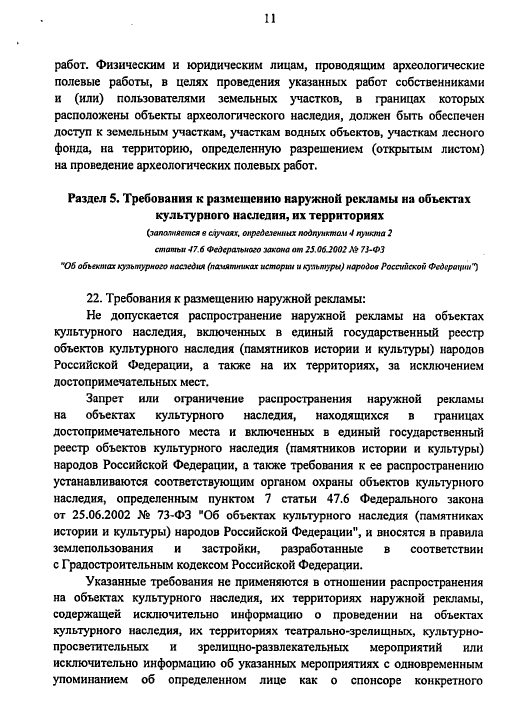 11
работ. Физическим и юридическим лицам, проводящим археологические
полевые работы, в целях проведения указанных работ собственниками
и (или) пользователями земельных участков, в границах которых
расположены объекты археологического наследия, должен быть обеспечен
доступ к земельным участкам, участкам водных объектов, участкам лесного
фонда, на территорию, определенную разрешением (открытым листом)
на проведение археологических полевых работ.
Раздел 5. Требования к размещению наружной рекламы на объектах
культурного наследия, их территориях
(заполняется в случаях, определенных подпунктом 4 пункта 2
статьи 47.6 Федерального закона от 25.06.2002 № 73-ФЗ
"Об объектах культурного наследия (памятниках истории и культуры) народов Российской Федерации")
22. Требования к размещению наружной рекламы:
Не допускается распространение наружной рекламы на объектах
культурного наследия, включенных в единый государственный реестр
объектов культурного наследия (памятников истории и культуры) народов
Российской Федерации, а также на их территориях, за исключением
достопримечательных мест.
Запрет или ограничение распространения наружной рекламы
на объектах культурного наследия, находящихся в границах
достопримечательного места и включенных в единый государственный
реестр объектов культурного наследия (памятников истории и культуры)
народов Российской Федерации, а также требования к ее распространению
устанавливаются соответствующим органом охраны объектов культурного
наследия, определенным пунктом 7 статьи 47.6 Федерального закона
от 25.06.2002 № 73-ФЗ "Об объектах культурного наследия (памятниках
истории и культуры) народов Российской Федерации", и вносятся в правила
землепользования и застройки, разработанные в соответствии
с Градостроительным кодексом Российской Федерации.
Указанные требования не применяются в отношении распространения
на объектах культурного наследия, их территориях наружной рекламы,
содержащей исключительно информацию о проведении на объектах
культурного наследия, их территориях театрально-зрелищных, культурно-
просветительных и зрелищно-развлекательных мероприятий или
исключительно информацию об указанных мероприятиях с одновременным
упоминанием об определенном лице как о спонсоре конкретного